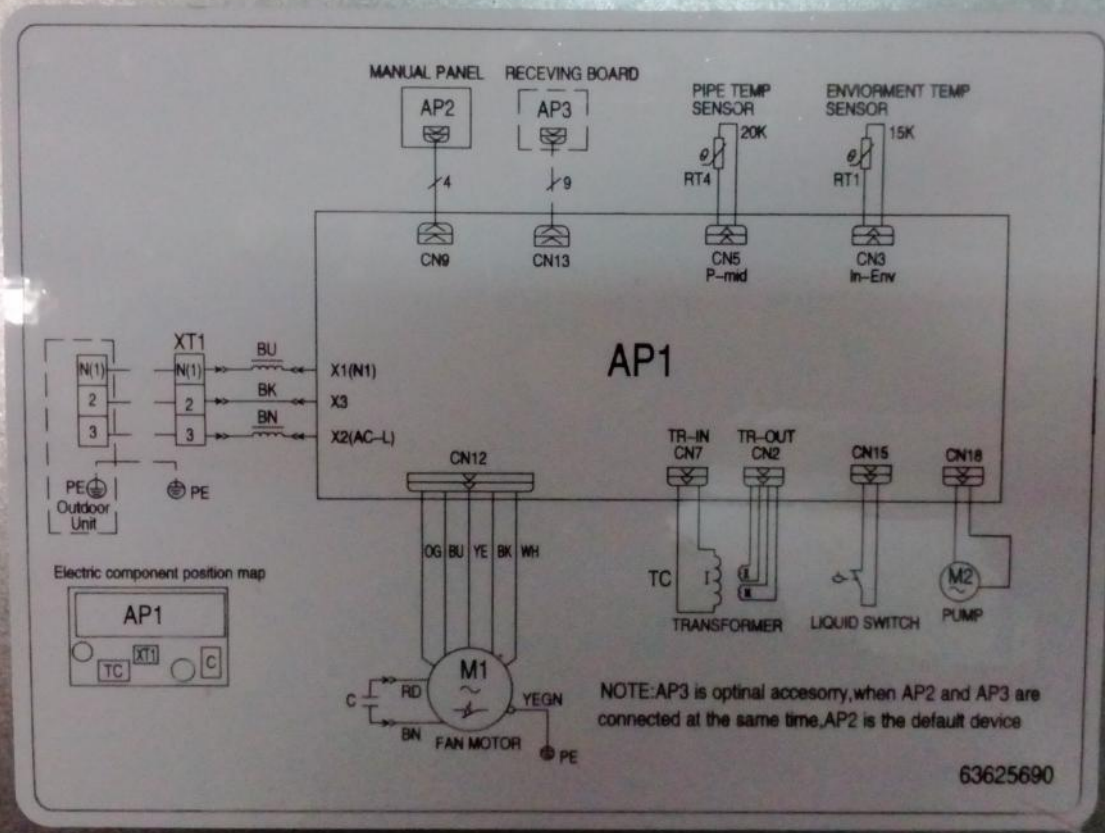 MANUAL PANEL
RECEVING BOARD
PIPE TEMP
SENSOR
ENVIORMENT TEMP
SENSOR
AP2
AP3
20K
15K
RT4
RT1
4
9
CN9
CN13
CN5
P-mid
CN3
In-Env
AP1
XT1
N(1)
N(1)
BU
X1(N1)
2
2
BK
X3
3
3
BN
X2(AC-L)
PE
PE
Outdoor
Unit
CN12
TR-IN
CN7
TR-OUT
CN2
CN15
CN18
OG BU YE BK WH
TC
TRANSFORMER
LIQUID SWITCH
M2
PUMP
Electric component position map
AP1
XT1
TC
C
C
RD
BN
M1
FAN MOTOR
YEGN
PE
NOTE:AP3 is optinal accesorry,when AP2 and AP3 are
connected at the same time,AP2 is the default device
63625690